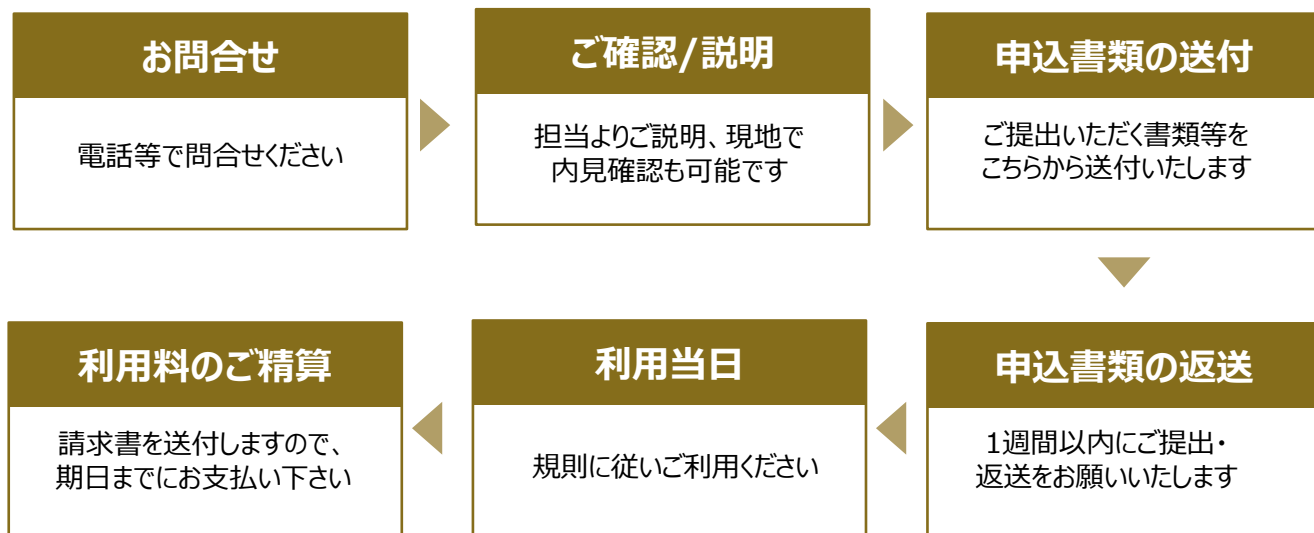 お問合せ
電話等で問合せください
ご確認/説明
担当よりご説明、現地で
内見確認も可能です
申込書類の送付
ご提出いただく書類等を
こちらから送付いたします
申込書類の返送
1週間以内にご提出・
返送をお願いいたします
利用当日
規則に従いご利用ください
利用料のご精算
請求書を送付しますので、
期日までにお支払い下さい